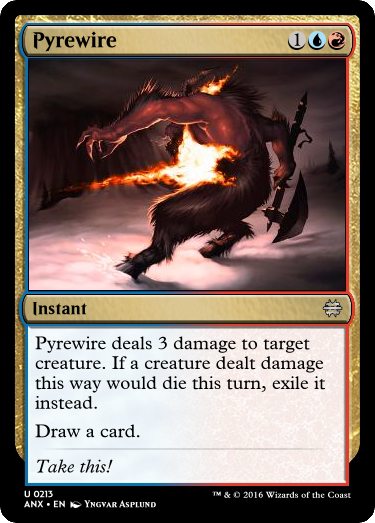 Pyrewire 1
Instant
Pyrewire deals 3 damage to target
creature. If a creature dealt damage
this way would die this turn, exile it
instead.
Draw a card.
Take this!
U 0213
ANX • EN Yngvar Asplund
™ & © 2016 Wizards of the Coast